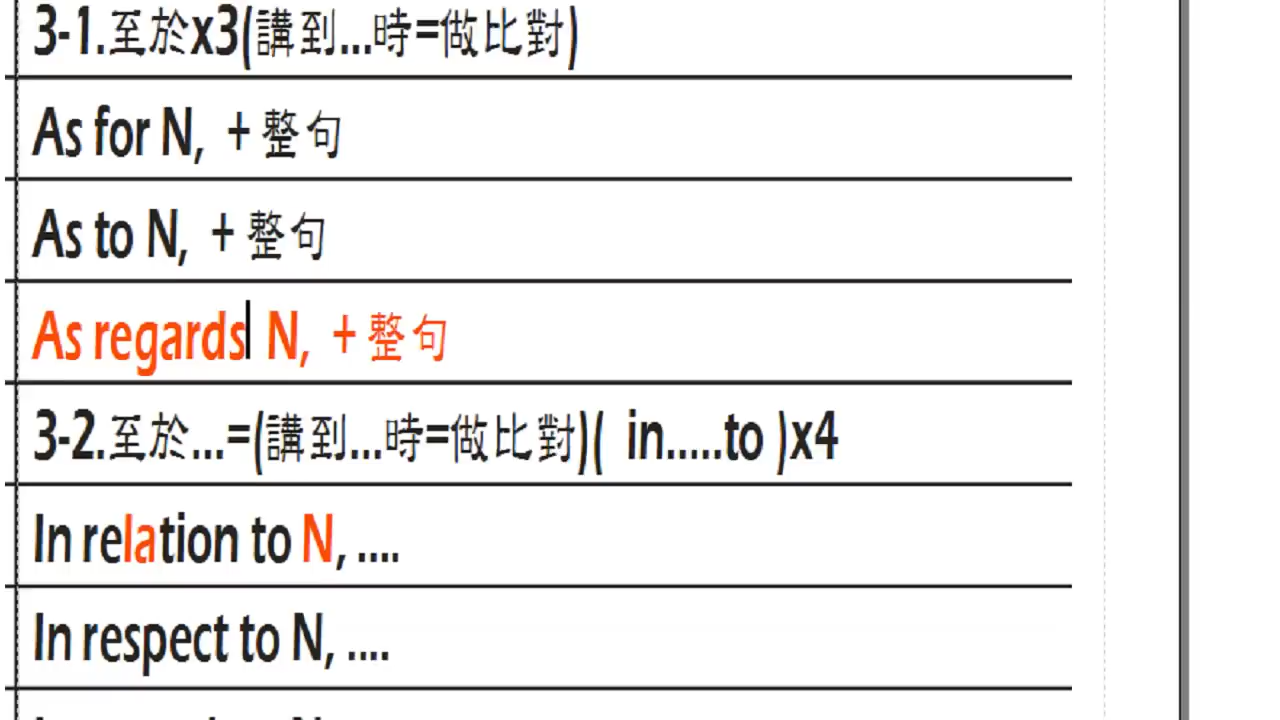 3-1.至於x3(講到...時=做比對)
As for N, + 整句
As to N, + 整句
As regards N, + 整句
3-2.至於...=(講到...時=做比對)( in.....to )x4
In relation to N, ....
In respect to N, ....